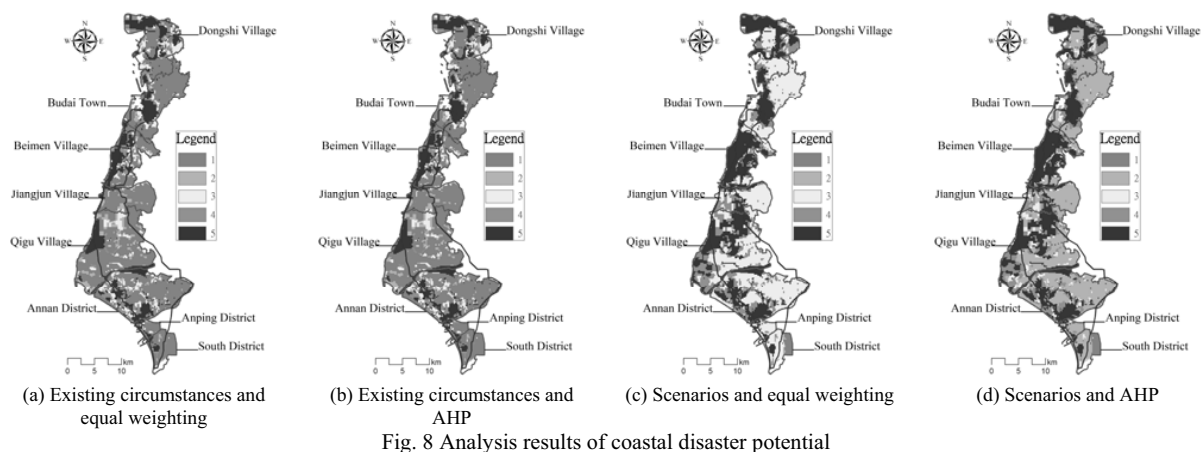 N
W E
S
Dongshi Village
Budai Town
Legend
Beimen Village
1
2
Jiangjun Village
3
4
Qigu Village
5
Annan District
Anping District
South District
km
0 5 10
(a) Existing circumstances and
equal weighting
N
W E
S
Dongshi Village
Budai Town
Legend
Beimen Village
1
2
Jiangjun Village
3
4
Qigu Village
5
Annan District
Anping District
South District
km
0 5 10
(b) Existing circumstances and
AHP
N
W E
S
Dongshi Village
Budai Town
Legend
Beimen Village
1
2
Jiangjun Village
3
4
Qigu Village
5
Annan District
Anping District
South District
km
0 5 10
(c) Scenarios and equal weighting
N
W E
S
Dongshi Village
Budai Town
Legend
Beimen Village
1
2
Jiangjun Village
3
4
Qigu Village
5
Annan District
Anping District
South District
km
0 5 10
(d) Scenarios and AHP
Fig. 8 Analysis results of coastal disaster potential